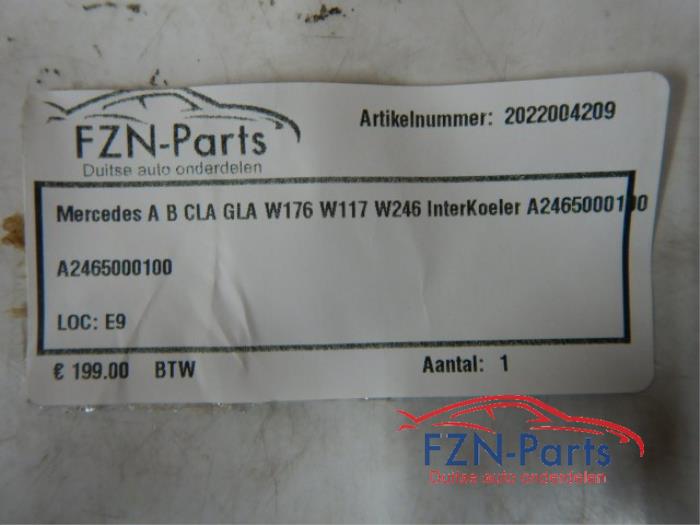 FZN-Parts
Duitse auto onderdelen
Artikelnummer: 2022004209
Mercedes A B CLA GLA W176 W117 W246 InterKoeler A2465000100
A2465000100
LOC: E9
€ 199.00 BTW
Aantal: 1
FZN-Parts
Duitse auto onderdelen